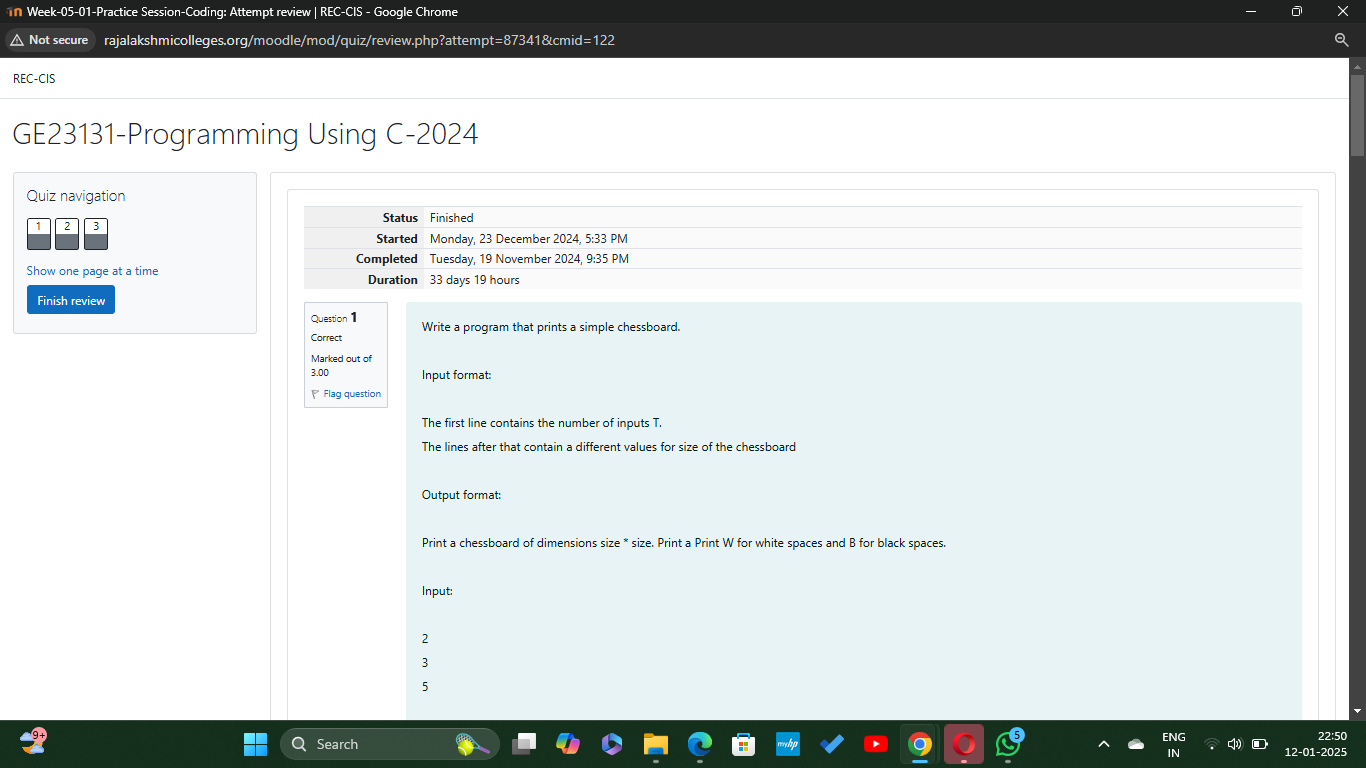 Week-05-01-Practice Session-Coding: Attempt review | REC-CIS - Google Chrome
Not secure rajalakshmicolleges.org/moodle/mod/quiz/review.php?attempt=87341&cmid=122
REC-CIS
GE23131-Programming Using C-2024
Quiz navigation
1 2 3
Show one page at a time
Finish review
Status Finished
Started Monday, 23 December 2024, 5:33 PM
Completed Tuesday, 19 November 2024, 9:35 PM
Duration 33 days 19 hours
Question 1
Correct
Marked out of
3.00
Flag question
Write a program that prints a simple chessboard.
Input format:
The first line contains the number of inputs T.
The lines after that contain a different values for size of the chessboard
Output format:
Print a chessboard of dimensions size * size. Print a Print W for white spaces and B for black spaces.
Input:
2
3
5
9+
Search
myhp
5
ENG
IN
22:50
12-01-2025